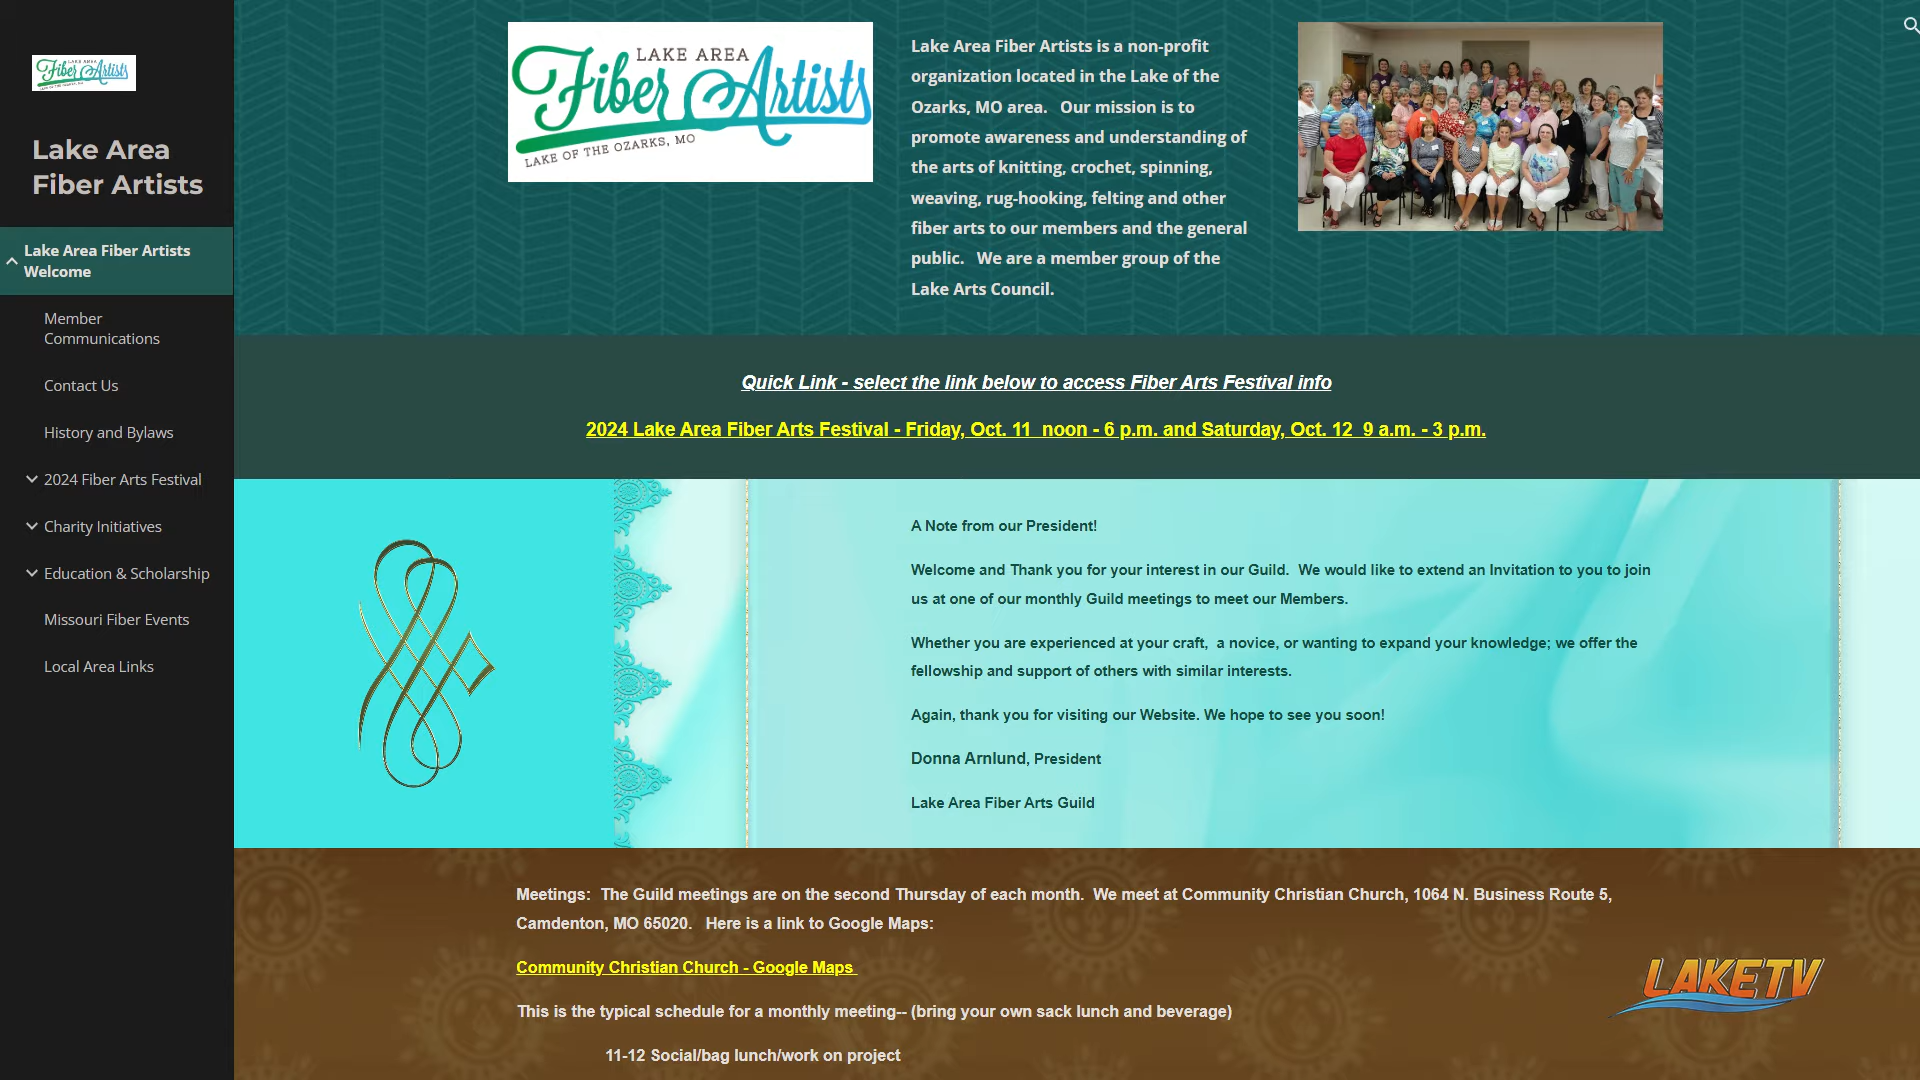 LAKE AREA
Fiber Artists
LAKE OF THE OZARKS, MO
Lake Area
Fiber Artists
Lake Area Fiber Artists
Welcome
Member
Communications
Contact Us
History and Bylaws
2024 Fiber Arts Festival
Charity Initiatives
Education & Scholarship
Missouri Fiber Events
Local Area Links
LAKE AREA
Fiber Artists
LAKE OF THE OZARKS, MO
Lake Area Fiber Artists is a non-profit
organization located in the Lake of the
Ozarks, MO area. Our mission is to
promote awareness and understanding of
the arts of knitting, crochet, spinning,
weaving, rug-hooking, felting and other
fiber arts to our members and the general
public. We are a member group of the
Lake Arts Council.
Quick Link - select the link below to access Fiber Arts Festival info
2024 Lake Area Fiber Arts Festival - Friday, Oct. 11 noon - 6 p.m. and Saturday, Oct. 12 9 a.m. - 3 p.m.
A Note from our President!
Welcome and Thank you for your interest in our Guild. We would like to extend an Invitation to you to join
us at one of our monthly Guild meetings to meet our Members.
Whether you are experienced at your craft, a novice, or wanting to expand your knowledge; we offer the
fellowship and support of others with similar interests.
Again, thank you for visiting our Website. We hope to see you soon!
Donna Arnlund, President
Lake Area Fiber Arts Guild
Meetings: The Guild meetings are on the second Thursday of each month. We meet at Community Christian Church, 1064 N. Business Route 5,
Camdenton, MO 65020. Here is a link to Google Maps:
Community Christian Church - Google Maps
This is the typical schedule for a monthly meeting-- (bring your own sack lunch and beverage)
11-12 Social/bag lunch/work on project
LAKETV